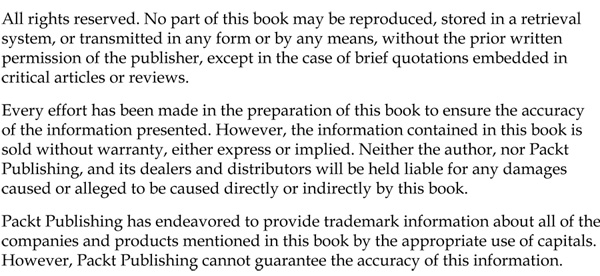 All rights reserved. No part of this book may be reproduced, stored in a retrieval
system, or transmitted in any form or by any means, without the prior written
permission of the publisher, except in the case of brief quotations embedded in
critical articles or reviews.
Every effort has been made in the preparation of this book to ensure the accuracy
of the information presented. However, the information contained in this book is
sold without warranty, either express or implied. Neither the author, nor Packt
Publishing, and its dealers and distributors will be held liable for any damages
caused or alleged to be caused directly or indirectly by this book.
Packt Publishing has endeavored to provide trademark information about all of the
companies and products mentioned in this book by the appropriate use of capitals.
However, Packt Publishing cannot guarantee the accuracy of this information.